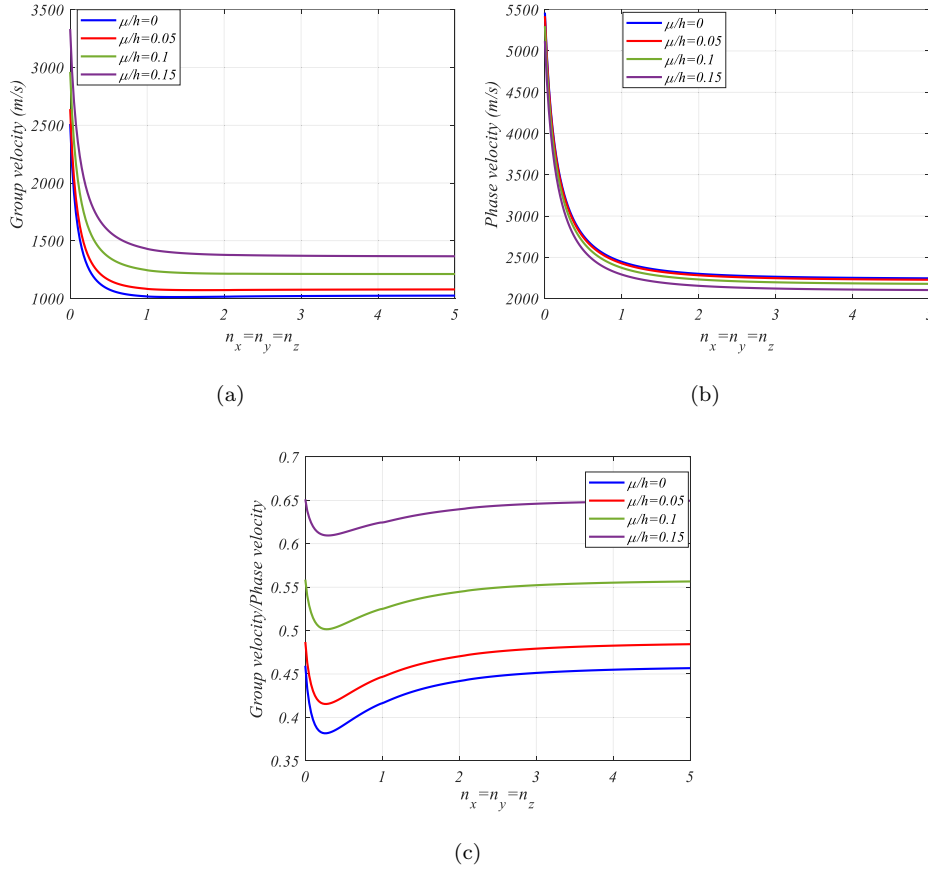 3500
3000
2500
2000
1500
1000
0 1 2 3 4 5
Group velocity (m/s)
n_x=n_y=n_z
μ/h=0
μ/h=0.05
μ/h=0.1
μ/h=0.15
(a)
5500
5000
4500
4000
3500
3000
2500
2000
0 1 2 3 4 5
Phase velocity (m/s)
n_x=n_y=n_z
μ/h=0
μ/h=0.05
μ/h=0.1
μ/h=0.15
(b)
0.7
0.65
0.6
0.55
0.5
0.45
0.4
0.35
0 1 2 3 4 5
Group velocity/Phase velocity
n_x=n_y=n_z
μ/h=0
μ/h=0.05
μ/h=0.1
μ/h=0.15
(c)